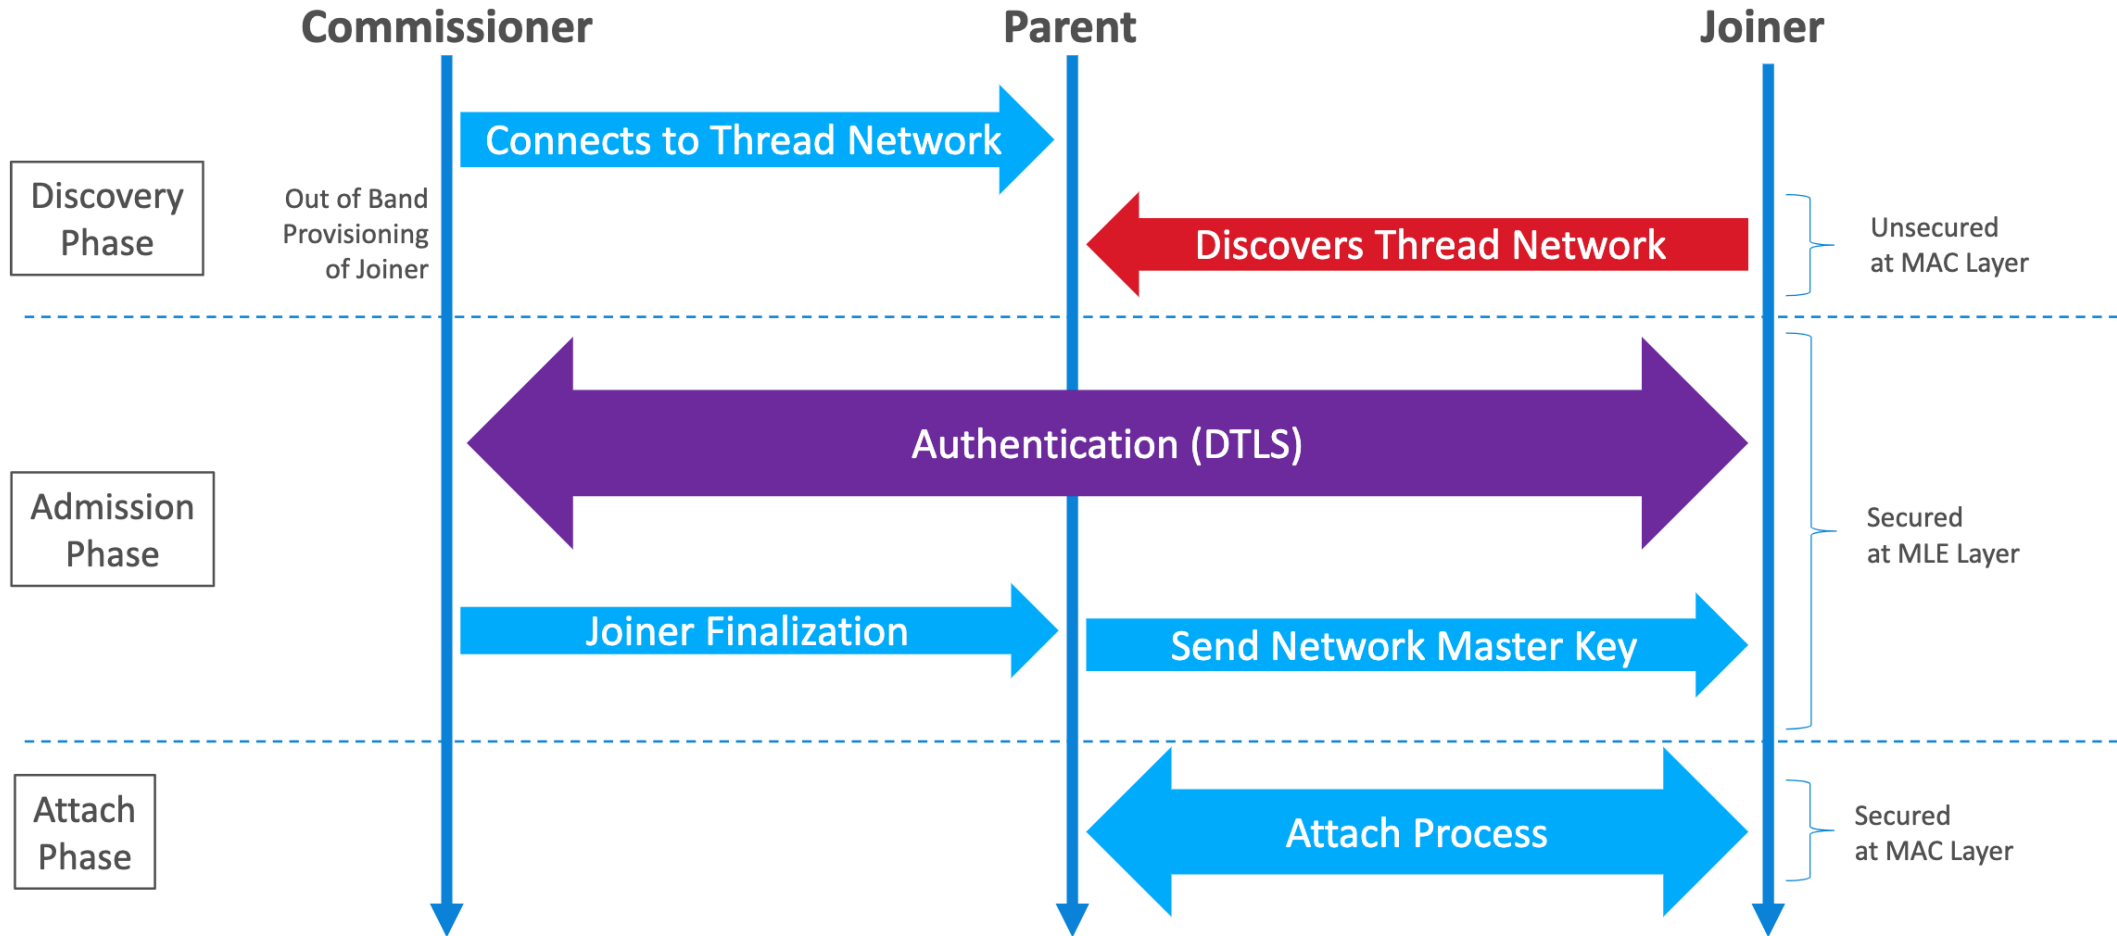 Commissioner
Parent
Joiner
Connects to Thread Network
Discovery
Phase
Out of Band
Provisioning
of Joiner
Discovers Thread Network
Unsecured
at MAC Layer
Authentication (DTLS)
Admission
Phase
Secured
at MLE Layer
Joiner Finalization
Send Network Master Key
Attach
Phase
Attach Process
Secured
at MAC Layer